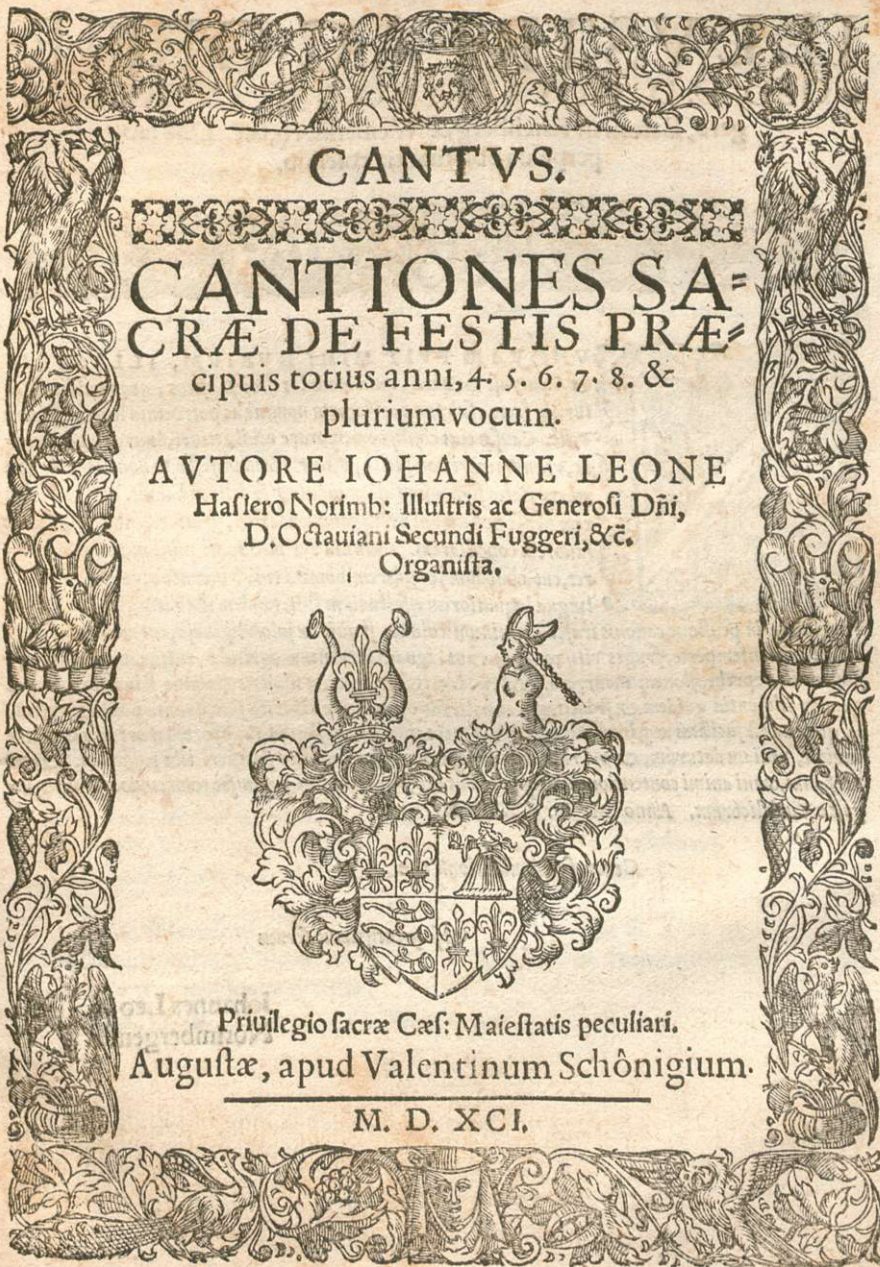 CANTVS.
CANTIONES SA=
CRÆ DE FESTIS PRÆ=
cipuis totius anni, 4. 5. 6. 7. 8. &
plurium vocum.
AVTORE IOHANNE LEONE
Haſlero Norimb: Illuſtris ac Generoſi Dñi,
D. Octauiani Secundi Fuggeri, &c̃.
Organiſta.
Priuilegio ſacræ Cæſ: Maieſtatis peculiari.
Auguſtæ, apud Valentinum Schônigium.
M. D. XCI.